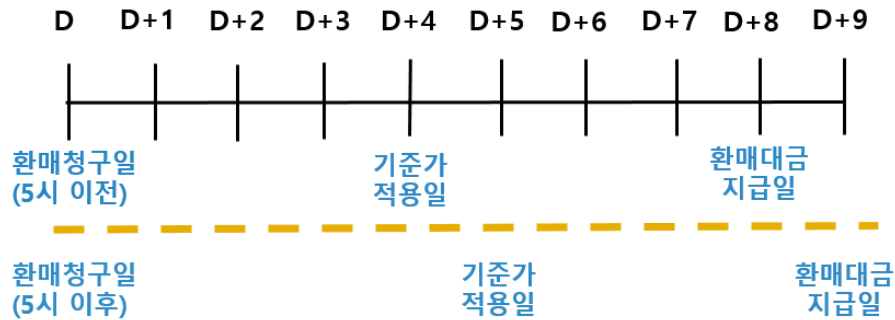 D D+1 D+2 D+3 D+4 D+5 D+6 D+7 D+8 D+9
환매청구일 기준가 환매대금
(5시 이전) 적용일 지급일
환매청구일 기준가 환매대금
(5시 이후) 적용일 지급일